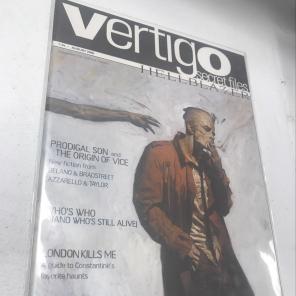 vertigo
secret files
HELLBLAZER
PRODIGAL SON and
THE ORIGIN OF VICE
New fiction from
DELANO & BRADSTREET
AZZARELLO & TAYLOR
WHO'S WHO
(AND WHO'S STILL ALIVE)
LONDON KILLS ME
A guide to Constantine's
favorite haunts